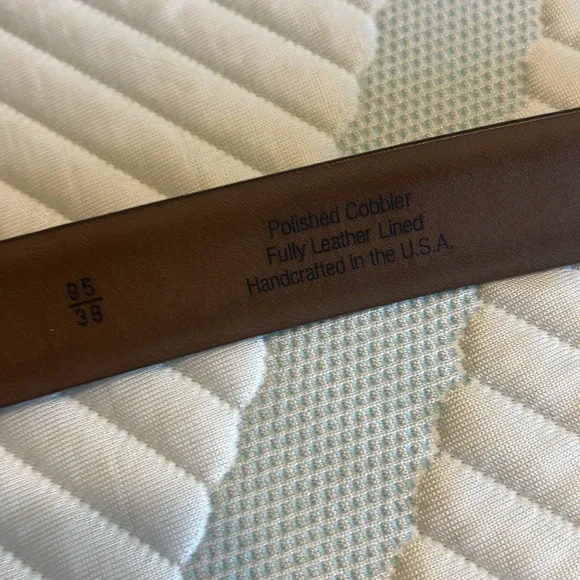 Polished Cobbler
Fully Leather Lined
Handcrafted in the U.S.A.
95
38